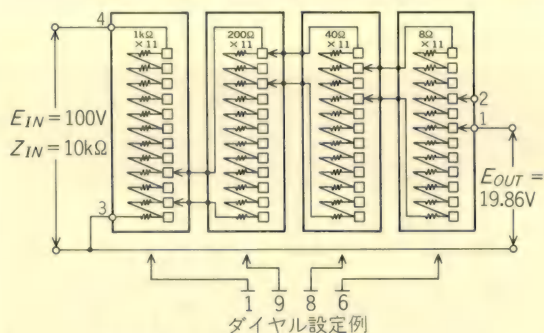 4
1kΩ
×11
200Ω
×11
40Ω
×11
8Ω
×11
2
1
E_IN=100V
Z_IN=10kΩ
E_OUT=
19.86V
3
1 9 8 6
ダイヤル設定例